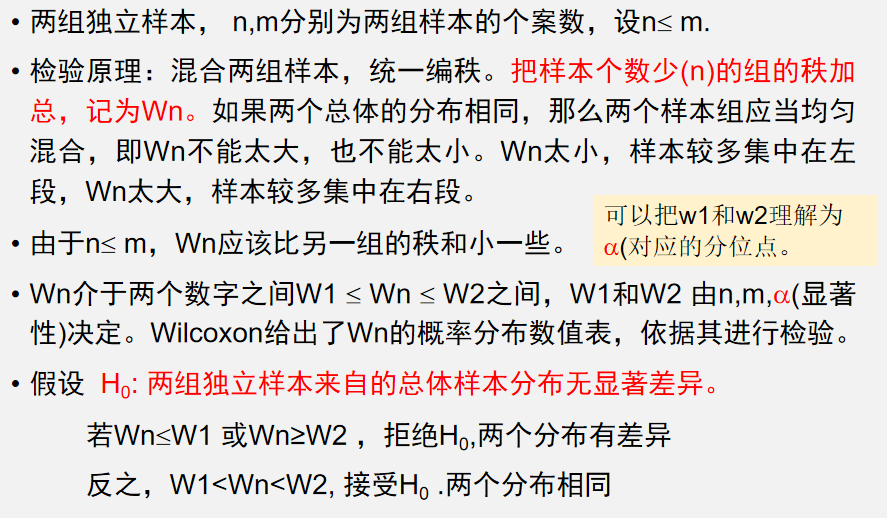 • 两组独立样本， n,m分别为两组样本的个案数，设n≤ m.
• 检验原理：混合两组样本，统一编秩。把样本个数少(n)的组的秩加
总，记为Wn。如果两个总体的分布相同，那么两个样本组应当均匀
混合，即Wn不能太大，也不能太小。Wn太小，样本较多集中在左
段，Wn太大，样本较多集中在右段。
可以把w1和w2理解为
α(对应的分位点。
• 由于n≤ m，Wn应该比另一组的秩和小一些。
• Wn介于两个数字之间W1 ≤ Wn ≤ W2之间，W1和W2 由n,m,α(显著
性)决定。Wilcoxon给出了Wn的概率分布数值表，依据其进行检验。
• 假设 H₀: 两组独立样本来自的总体样本分布无显著差异。
若Wn≤W1 或Wn≥W2 ，拒绝H₀,两个分布有差异
反之，W1<Wn<W2, 接受H₀ .两个分布相同